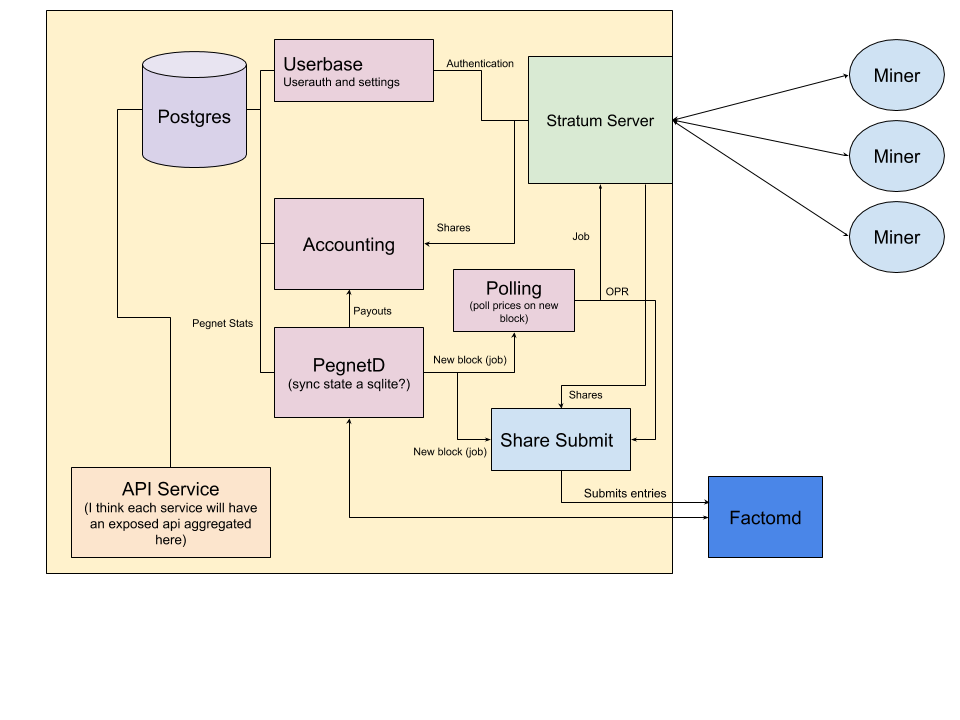 Userbase
Userauth and settings
Authentication
Postgres
Stratum Server
Miner
Miner
Miner
Accounting
Shares
Job
Polling
(poll prices on new
block)
OPR
Payouts
Pegnet Stats
PegnetD
(sync state a sqlite?)
New block (job)
Shares
Share Submit
New block (job)
API Service
(I think each service will have
an exposed api aggregated
here)
Submits entries
Factomd